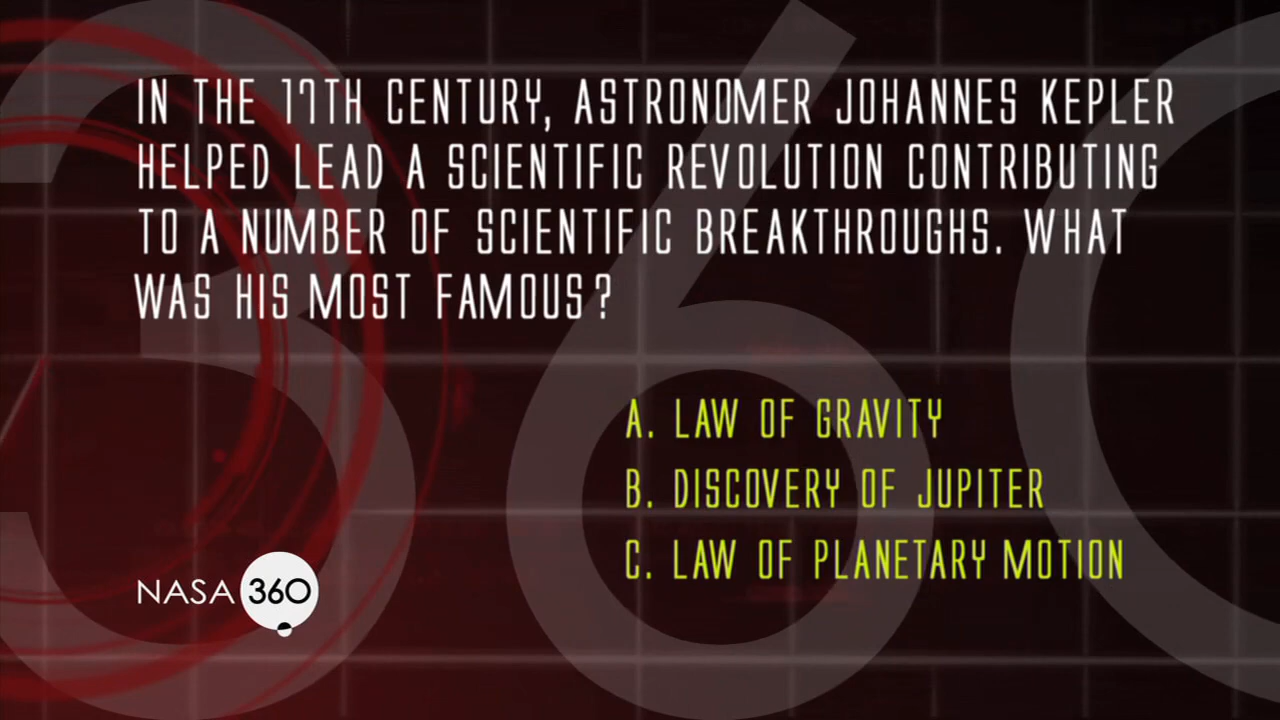 IN THE 17TH CENTURY, ASTRONOMER JOHANNES KEPLER
HELPED LEAD A SCIENTIFIC REVOLUTION CONTRIBUTING
TO A NUMBER OF SCIENTIFIC BREAKTHROUGHS. WHAT
WAS HIS MOST FAMOUS?
A. LAW OF GRAVITY
B. DISCOVERY OF JUPITER
C. LAW OF PLANETARY MOTION
NASA 360
360